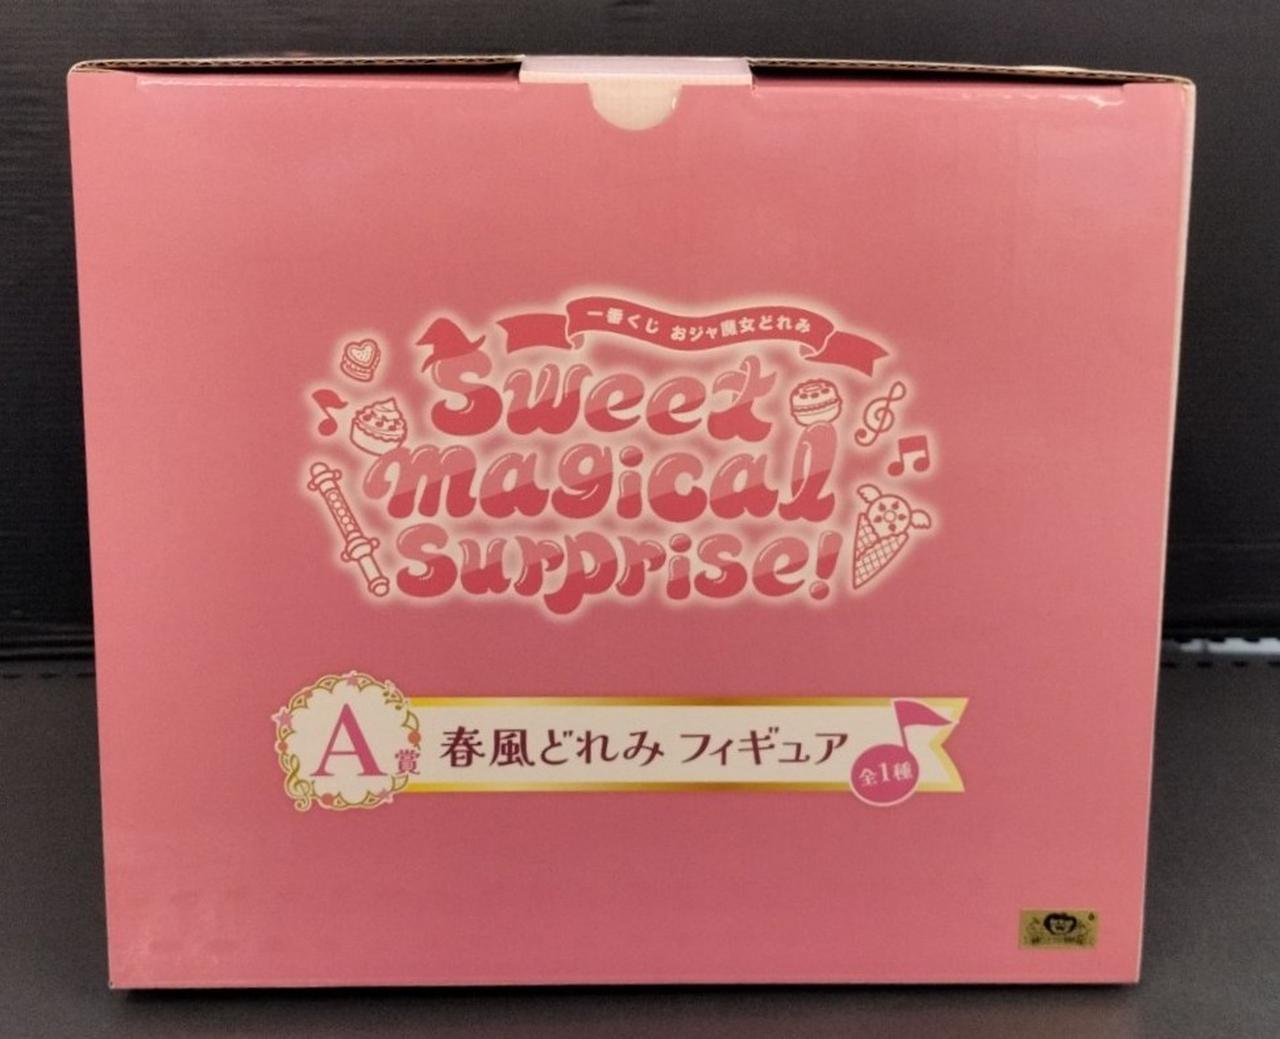 一番くじ おジャ魔女どれみ
Sweet
magical
Surprise!
A賞
春風どれみ フィギュア
全1種